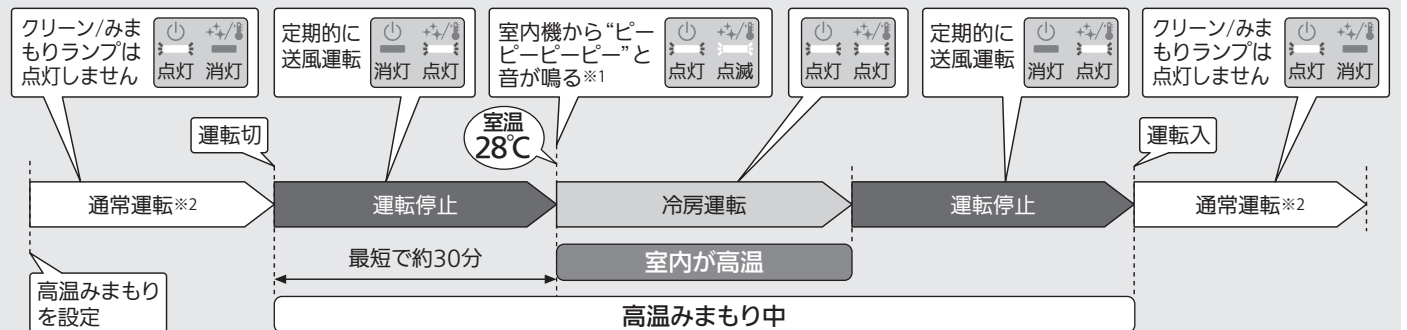 クリーン/みま
もりランプは
点灯しません
点灯 消灯
定期的に
送風運転
消灯 点灯
室内機から“ピー
ピーピーピー”と
音が鳴る※1
点灯 点滅
点灯 点灯
定期的に
送風運転
消灯 点灯
クリーン/みま
もりランプは
点灯しません
点灯 消灯
運転切
室温
28℃
運転入
通常運転※2
運転停止
冷房運転
運転停止
通常運転※2
最短で約30分
室内が高温
高温みまもり
を設定
高温みまもり中